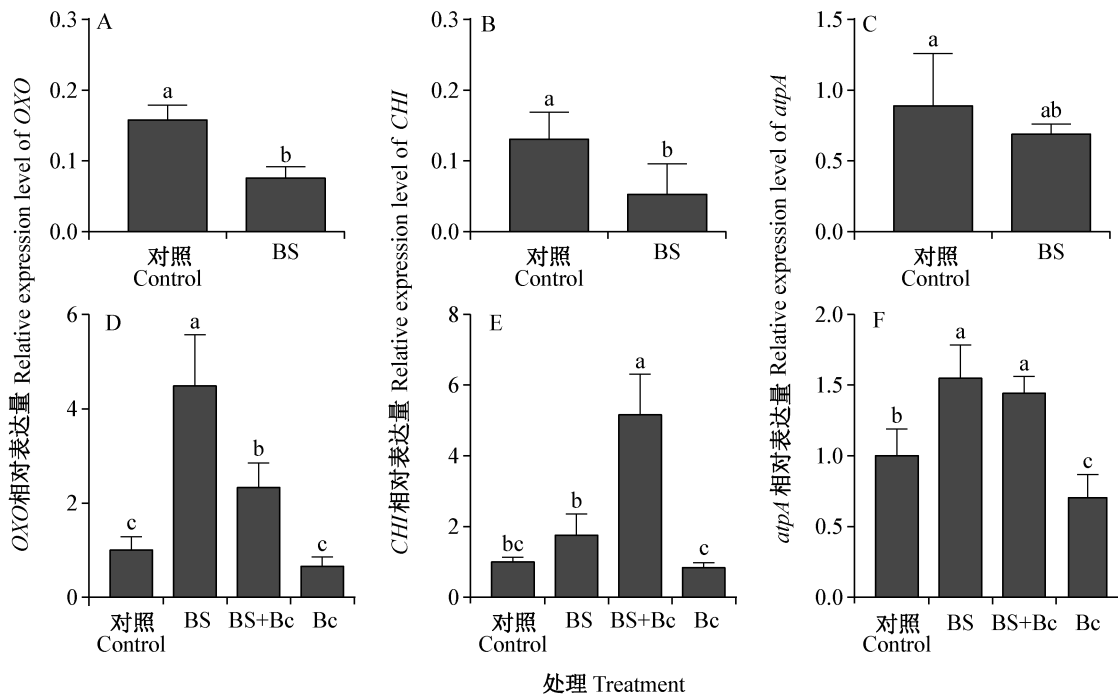 OXO相对表达量 Relative expression level of OXO
A
0.3
0.2
0.1
0.0
a
b
对照
Control
BS
CHI相对表达量 Relative expression level of CHI
B
0.3
0.2
0.1
0.0
a
b
对照
Control
BS
atpA 相对表达量 Relative expression level of atpA
C
1.5
1.0
0.5
0.0
a
ab
对照
Control
BS
D
6
4
2
0
c
a
b
c
对照
Control
BS
BS+Bc
Bc
E
8
6
4
2
0
bc
b
a
c
对照
Control
BS
BS+Bc
Bc
F
2.0
1.5
1.0
0.5
0.0
b
a
a
c
对照
Control
BS
BS+Bc
Bc
处理 Treatment